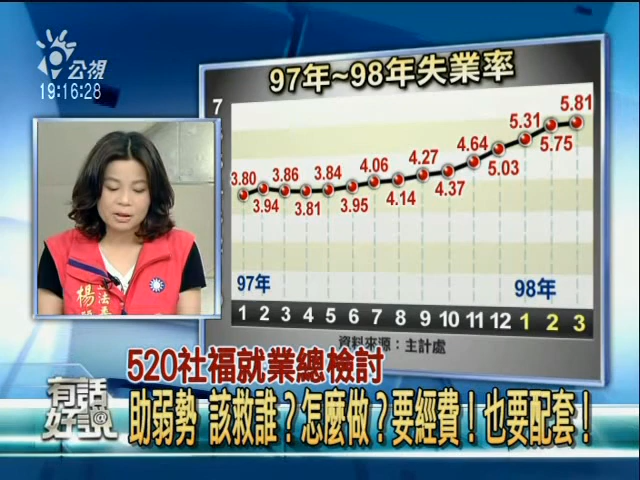 公視
19:16:28
97年~98年失業率
7
3.80
3.94
3.86
3.81
3.84
3.95
4.06
4.14
4.27
4.37
4.64
5.03
5.31
5.75
5.81
97年
98年
1 2 3 4 5 6 7 8 9 10 11 12 1 2 3
資料來源：主計處
立法委
楊
520社福就業總檢討
有話好說
@
助弱勢 該救誰？怎麼做？要經費！也要配套！